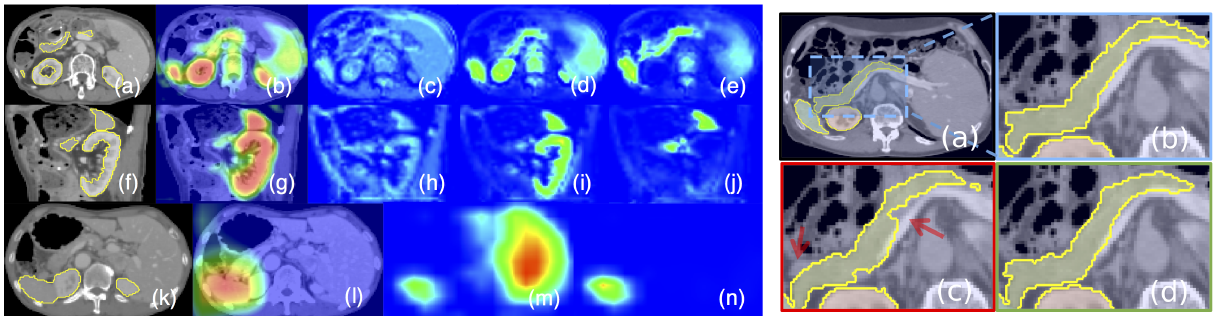 (a) (b) (c) (d) (e)
(f) (g) (h) (i) (j)
(k) (l) (m) (n)
(a) (b)
(c) (d)